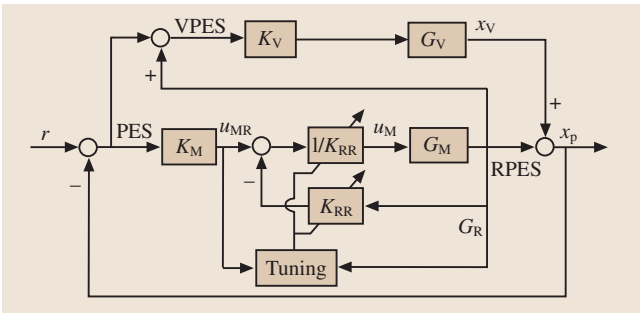 VPES
K_V
G_V
x_V
+
+
r
PES
K_M
u_MR
1/K_RR
u_M
G_M
x_p
RPES
−
−
K_RR
G_R
Tuning